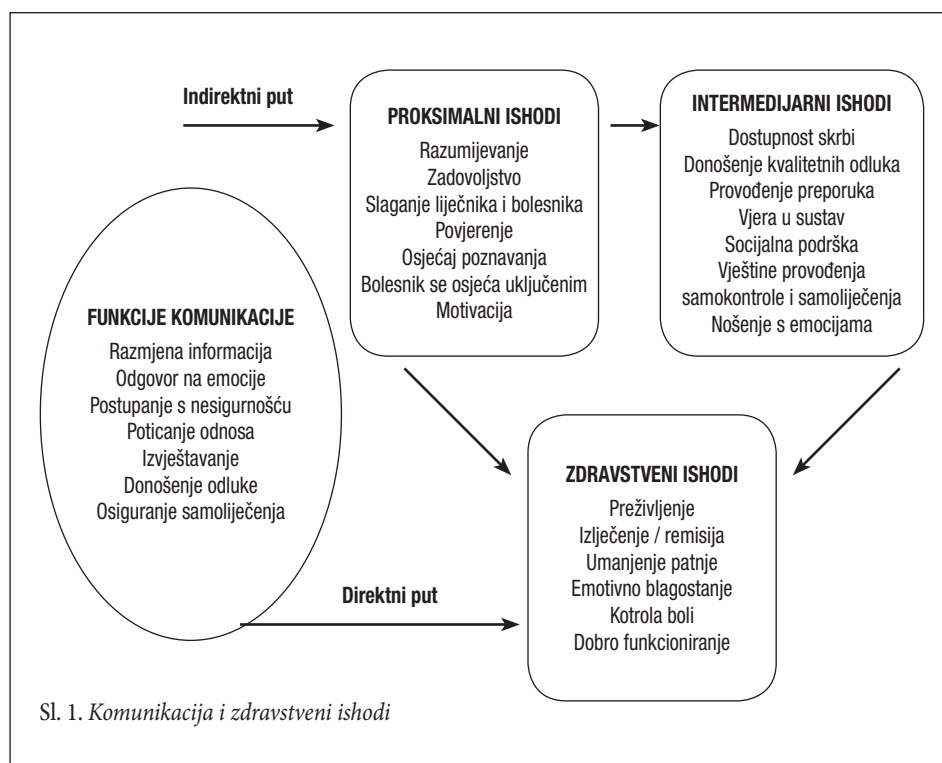 Indirektni put
PROKSIMALNI ISHODI
Razumijevanje
Zadovoljstvo
Slaganje liječnika i bolesnika
Povjerenje
Osjećaj poznavanja
Bolesnik se osjeća uključenim
Motivacija
INTERMEDIJARNI ISHODI
Dostupnost skrbi
Donošenje kvalitetnih odluka
Provođenje preporuka
Vjera u sustav
Socijalna podrška
Vještine provođenja
samokontrole i samoliječenja
Nošenje s emocijama
FUNKCIJE KOMUNIKACIJE
Razmjena informacija
Odgovor na emocije
Postupanje s nesigurnošću
Poticanje odnosa
Izvještavanje
Donošenje odluke
Osiguranje samoliječenja
Direktni put
ZDRAVSTVENI ISHODI
Preživljenje
Izlječenje / remisija
Umanjenje patnje
Emotivno blagostanje
Kotrola boli
Dobro funkcioniranje
Sl. 1. Komunikacija i zdravstveni ishodi